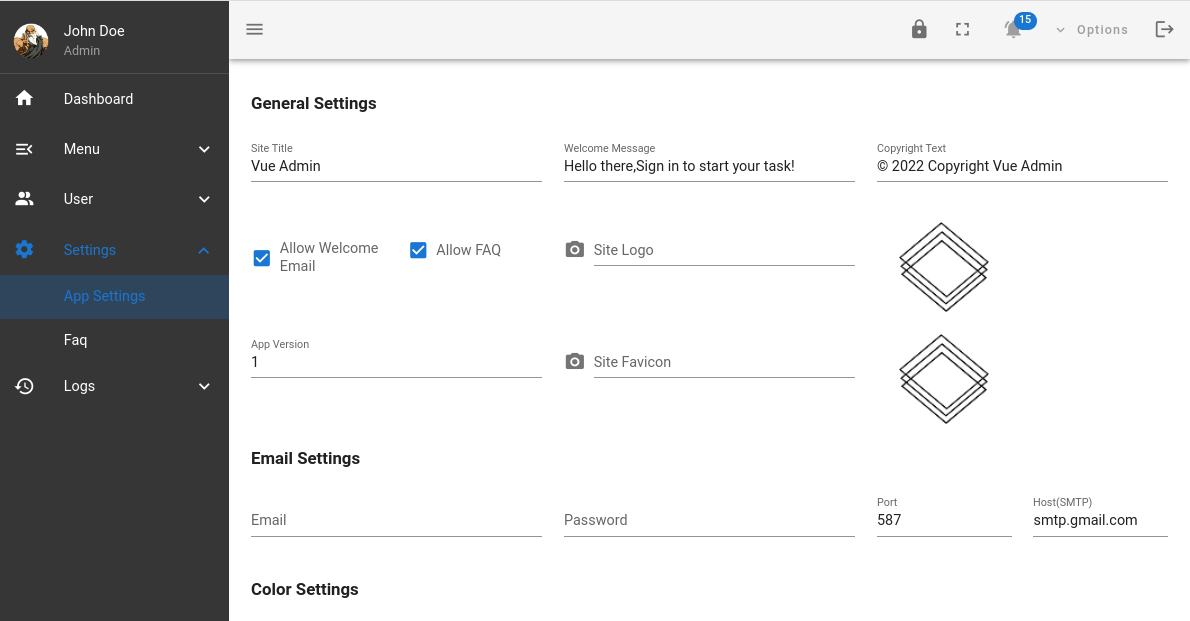 John Doe
Admin
Dashboard
Menu
User
Settings
App Settings
Faq
Logs
15
Options
General Settings
Site Title
Vue Admin
Welcome Message
Hello there,Sign in to start your task!
Copyright Text
© 2022 Copyright Vue Admin
Allow Welcome
Email
Allow FAQ
Site Logo
App Version
1
Site Favicon
Email Settings
Email
Password
Port
587
Host(SMTP)
smtp.gmail.com
Color Settings